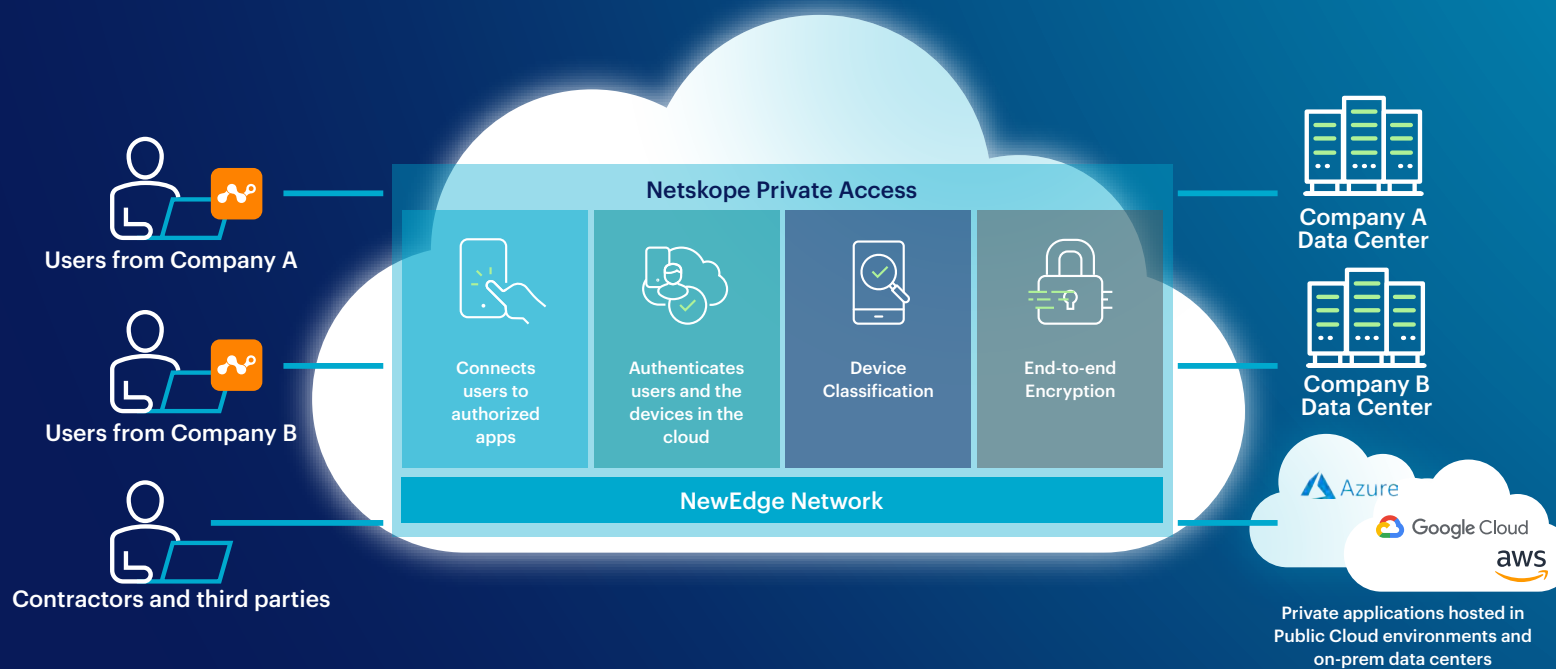 Netskope Private Access
Users from Company A
Users from Company B
Contractors and third parties
Connects
users to
authorized
apps
Authenticates
users and the
devices in the
cloud
Device
Classification
End-to-end
Encryption
NewEdge Network
Company A
Data Center
Company B
Data Center
Azure
Google Cloud
aws
Private applications hosted in
Public Cloud environments and
on-prem data centers